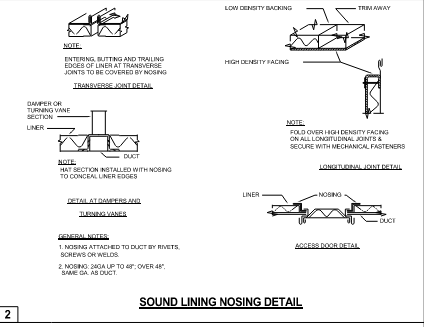 NOTE:
ENTERING, BUTTING AND TRAILING
EDGES OF LINER AT TRANSVERSE
JOINTS TO BE COVERED BY NOSING
TRANSVERSE JOINT DETAIL
LOW DENSITY BACKING
TRIM AWAY
HIGH DENSITY FACING
NOTE:
FOLD OVER HIGH DENSITY FACING
ON ALL LONGITUDINAL JOINTS &
SECURE WITH MECHANICAL FASTENERS
LONGITUDINAL JOINT DETAIL
DAMPER OR
TURNING VANE
SECTION
LINER
DUCT
NOTE:
HAT SECTION INSTALLED WITH NOSING
TO CONCEAL LINER EDGES
DETAIL AT DAMPERS AND
TURNING VANES
LINER
NOSING
DUCT
ACCESS DOOR DETAIL
GENERAL NOTES:
1. NOSING ATTACHED TO DUCT BY RIVETS,
SCREWS OR WELDS.
2. NOSING: 24GA UP TO 48"; OVER 48",
SAME GA. AS DUCT.
SOUND LINING NOSING DETAIL
2